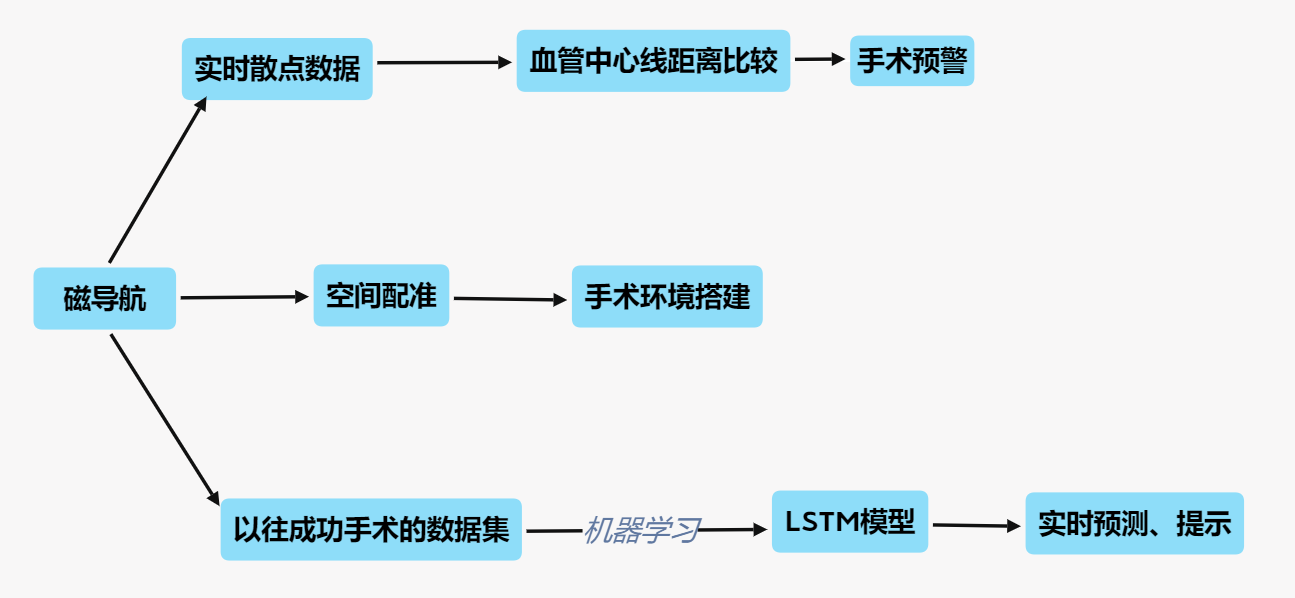 实时散点数据
血管中心线距离比较
手术预警
磁导航
空间配准
手术环境搭建
以往成功手术的数据集
机器学习
LSTM模型
实时预测、提示